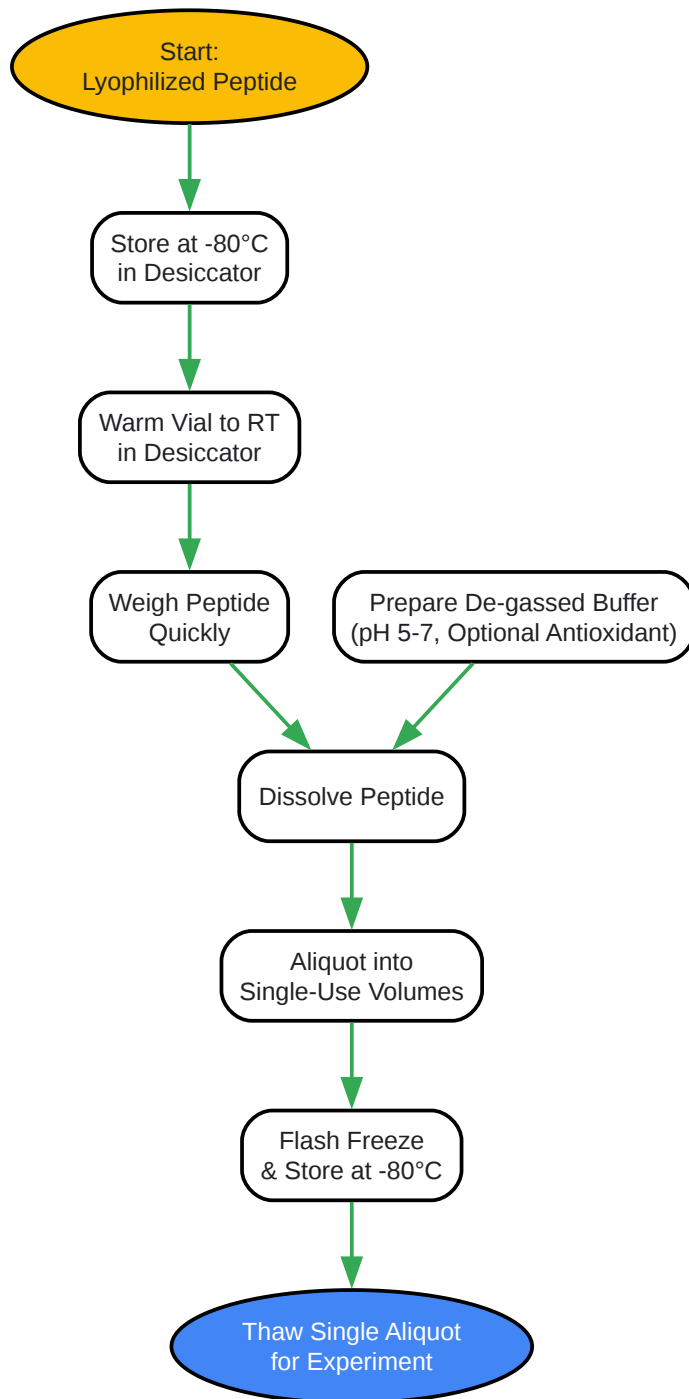 Start:
Lyophilized Peptide
Store at -80°C
in Desiccator
Warm Vial to RT
in Desiccator
Weigh Peptide
Quickly
Prepare De-gassed Buffer
(pH 5-7, Optional Antioxidant)
Dissolve Peptide
Aliquot into
Single-Use Volumes
Flash Freeze
& Store at -80°C
Thaw Single Aliquot
for Experiment